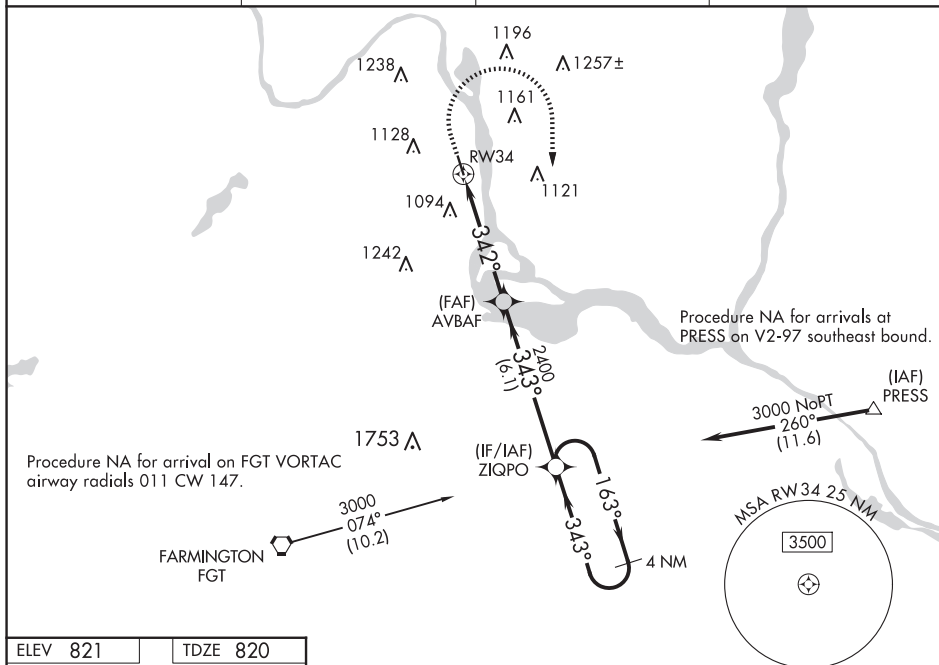 1196
1238
1257±
1161
1128
RW34
1121
1094
342°
1242
(FAF)
AVBAF
Procedure NA for arrivals at
PRESS on V2-97 southeast bound.
2400
343°
(6.1)
(IAF)
PRESS
3000 NoPT
260°
(11.6)
1753
(IF/IAF)
ZIQPO
Procedure NA for arrival on FGT VORTAC
airway radials 011 CW 147.
163°
MSA RW34 25 NM
3000
074°
(10.2)
343°
3500
FARMINGTON
FGT
4 NM
ELEV 821
TDZE 820